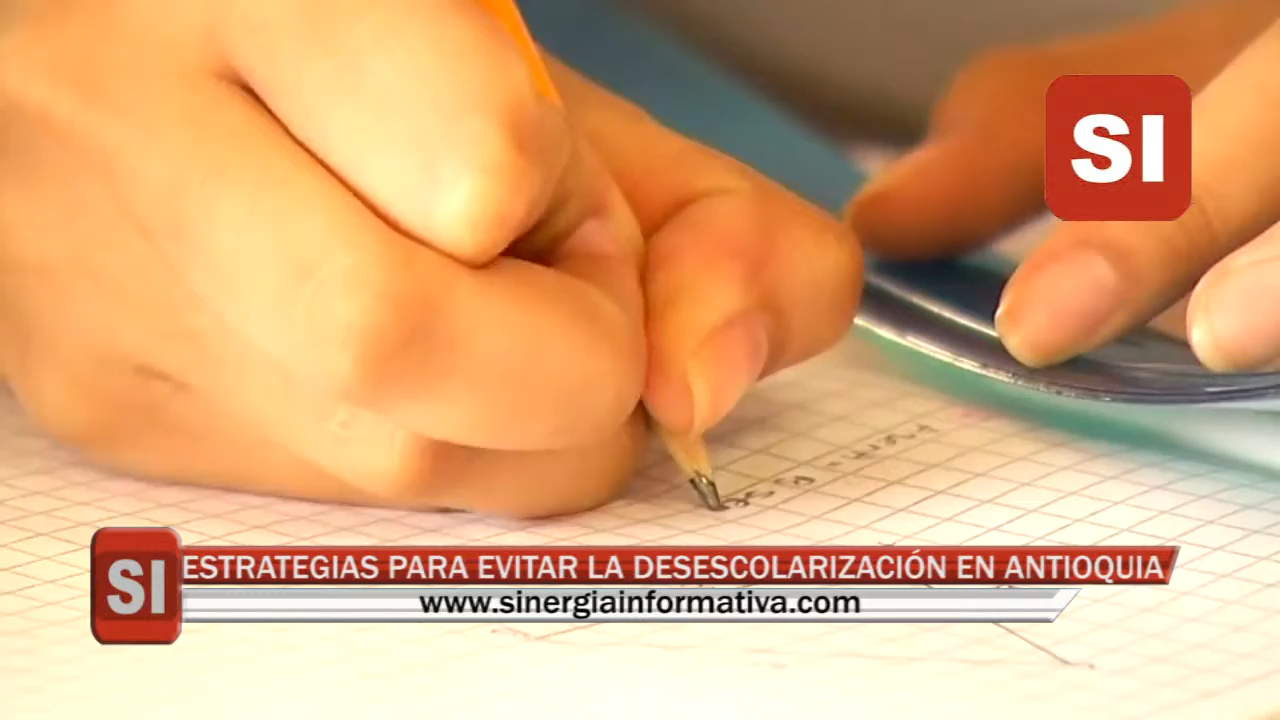 SI
SI
ESTRATEGIAS PARA EVITAR LA DESESCOLARIZACIÓN EN ANTIOQUIA
www.sinergiainformativa.com